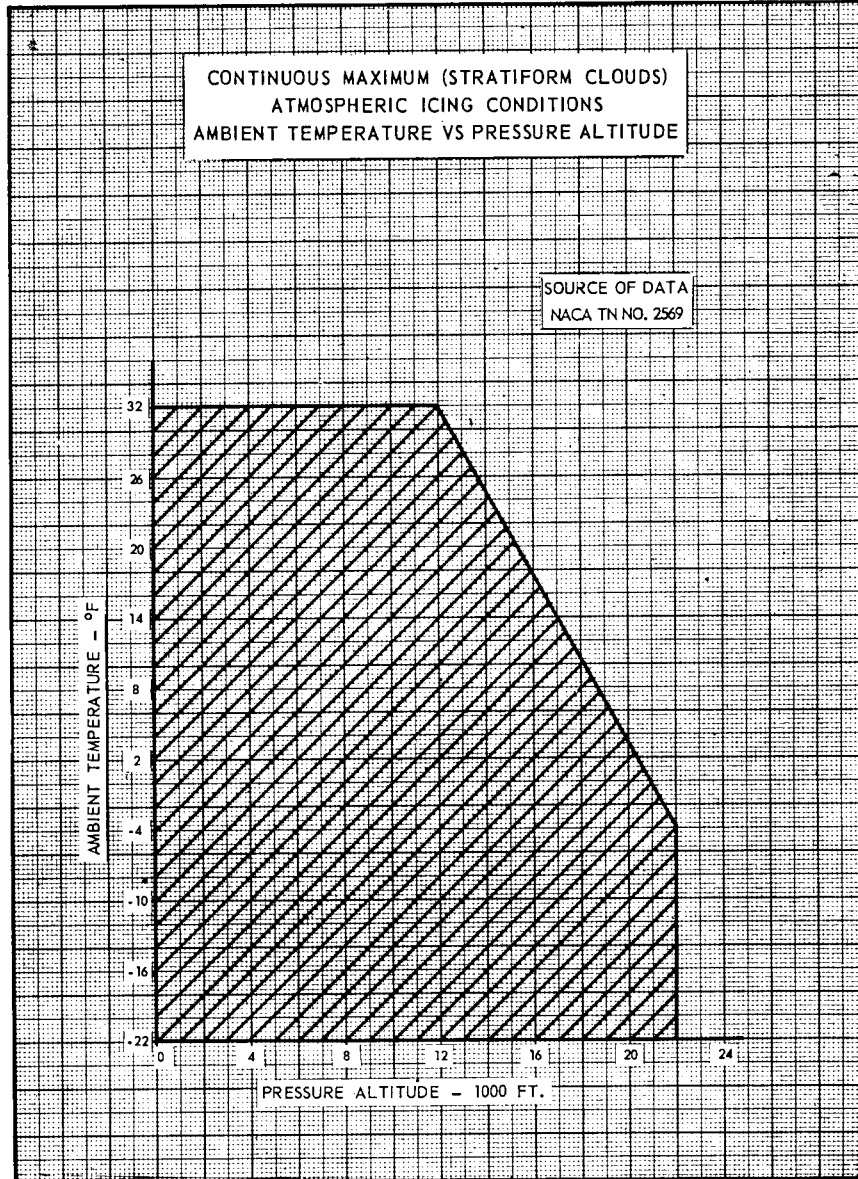 CONTINUOUS MAXIMUM (STRATIFORM CLOUDS)
ATMOSPHERIC ICING CONDITIONS
AMBIENT TEMPERATURE VS PRESSURE ALTITUDE
SOURCE OF DATA
NACA TN NO. 2569
32
26
20
14
8
2
-4
-10
-16
-22
AMBIENT TEMPERATURE - °F
0 4 8 12 16 20 24
PRESSURE ALTITUDE - 1000 FT.